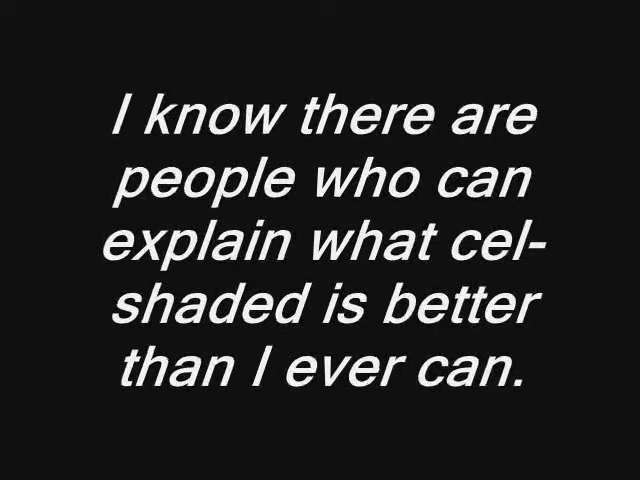 I know there are
people who can
explain what cel-
shaded is better
than I ever can.